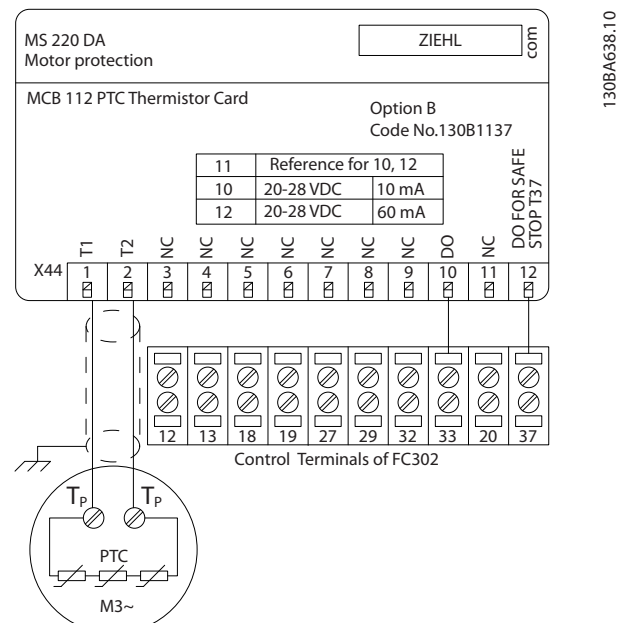 MS 220 DA
Motor protection
ZIEHL
com
130BA638.10
MCB 112 PTC Thermistor Card
Option B
Code No.130B1137
11 Reference for 10, 12
10 20-28 VDC 10 mA
12 20-28 VDC 60 mA
T1 T2 NC NC NC NC NC NC NC DO NC DO FOR SAFE STOP T37
X44 1 2 3 4 5 6 7 8 9 10 11 12
12 13 18 19 27 29 32 33 20 37
Control Terminals of FC302
TP TP
PTC
M3~